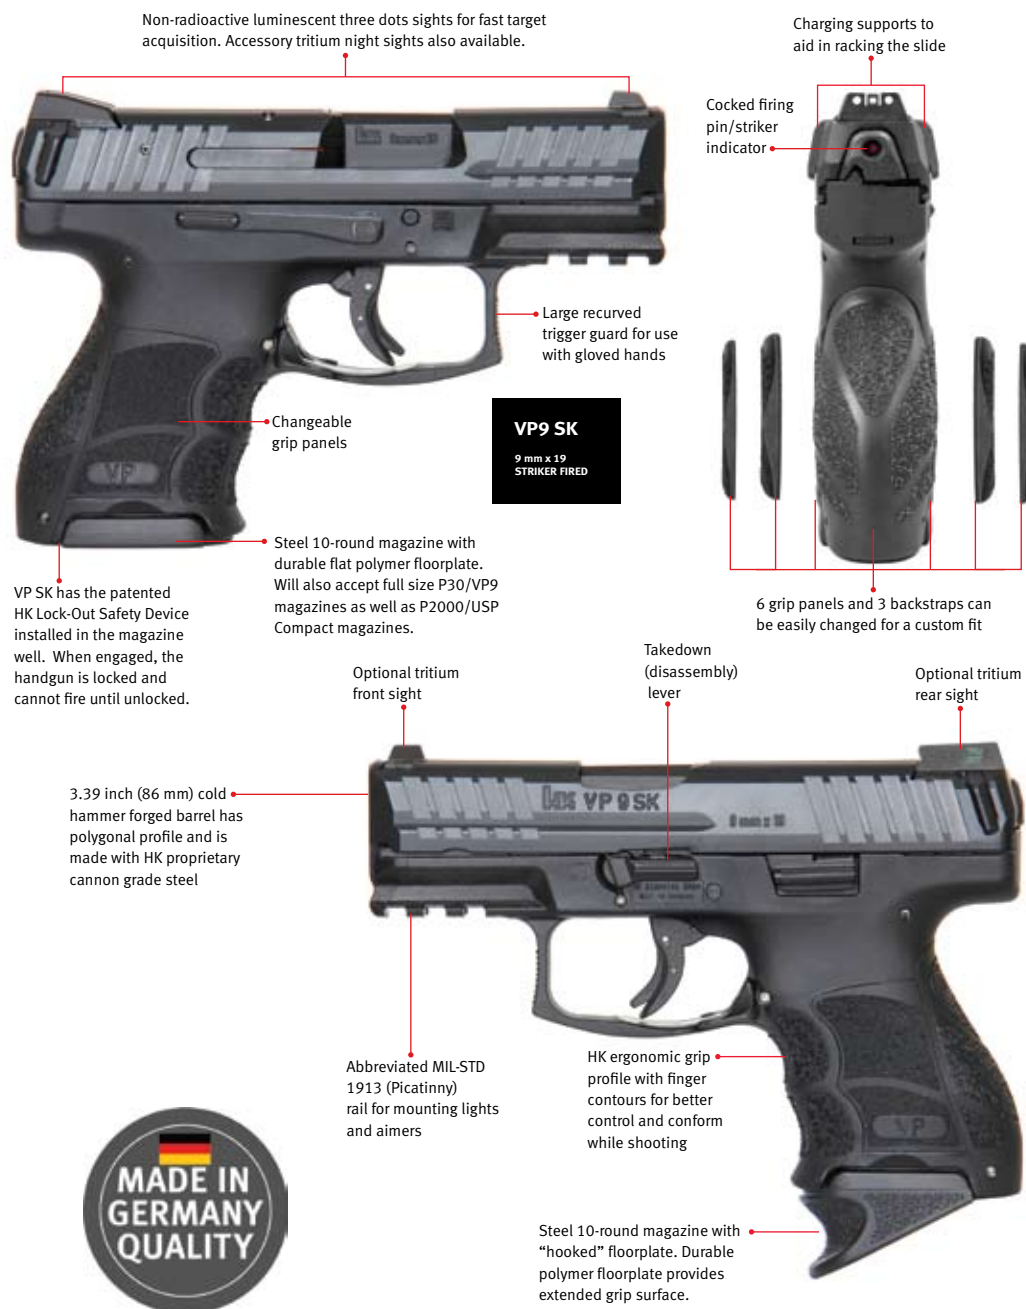 Non-radioactive luminescent three dots sights for fast target
acquisition. Accessory tritium night sights also available.
Charging supports to
aid in racking the slide
Cocked firing
pin/striker
indicator
Large recurved
trigger guard for use
with gloved hands
Changeable
grip panels
VP9 SK
9 mm x 19
STRIKER FIRED
VP
Steel 10-round magazine with
durable flat polymer floorplate.
Will also accept full size P30/VP9
magazines as well as P2000/USP
Compact magazines.
VP SK has the patented
HK Lock-Out Safety Device
installed in the magazine
well. When engaged, the
handgun is locked and
cannot fire until unlocked.
6 grip panels and 3 backstraps can
be easily changed for a custom fit
Optional tritium
front sight
Takedown
(disassembly)
lever
Optional tritium
rear sight
3.39 inch (86 mm) cold
hammer forged barrel has
polygonal profile and is
made with HK proprietary
cannon grade steel
HK VP 9 SK
9 mm x 19
Abbreviated MIL-STD
1913 (Picatinny)
rail for mounting lights
and aimers
HK ergonomic grip
profile with finger
contours for better
control and conform
while shooting
VP
MADE IN
GERMANY
QUALITY
Steel 10-round magazine with
“hooked” floorplate. Durable
polymer floorplate provides
extended grip surface.